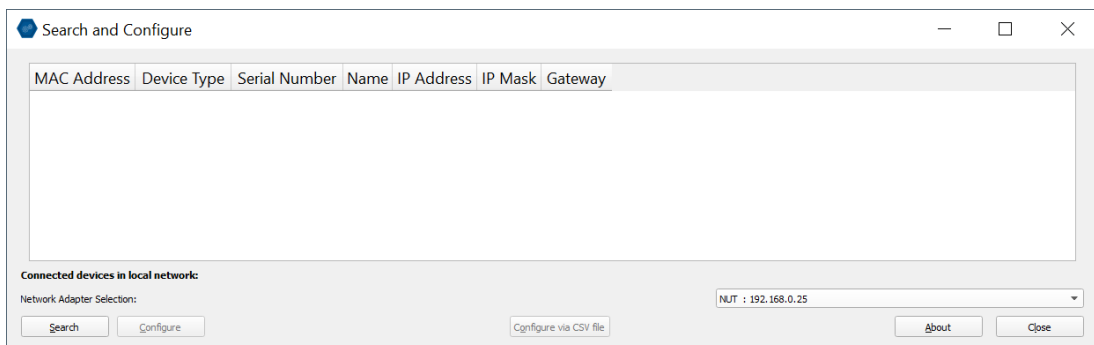 Search and Configure
MAC Address Device Type Serial Number Name IP Address IP Mask Gateway
Connected devices in local network:
Network Adapter Selection: NUT : 192.168.0.25
Search Configure Configure via CSV file About Close